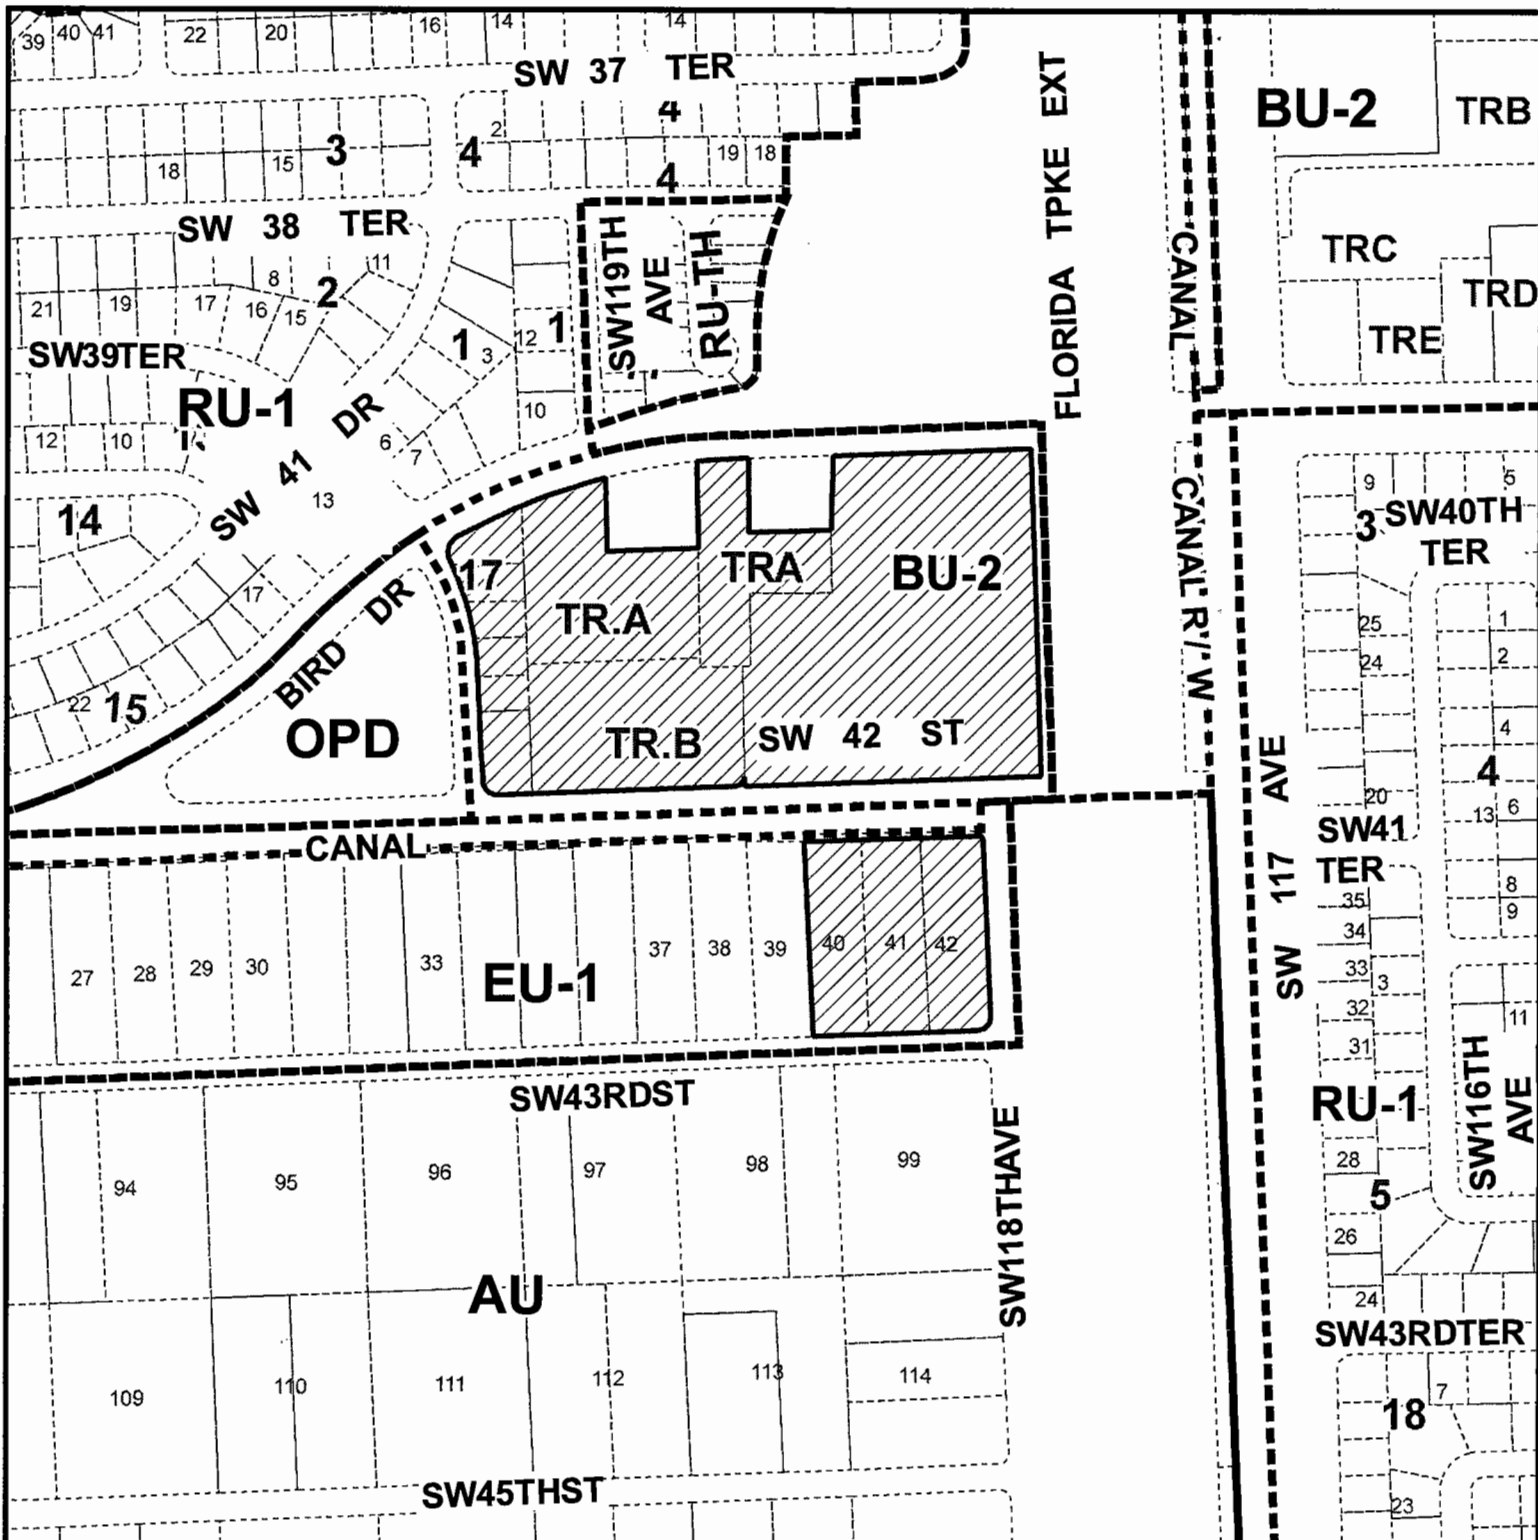 39 40 41 22 20 16 14 14
SW 37 TER
BU-2
TRB
3
18 15
4
2
4
4
19 18
SW 38 TER
FLORIDA TPKE EXT
CANAL
SW119TH
AVE
RU-TH
TRC
TRD
TRE
21 19 17 16 15 8 11
2
1 3
12 1
10
SW39TER
RU-1
12 10
6
7
13
SW 41 DR
14
17
15
22
BIRD DR
OPD
17
TR.A
TRA
BU-2
TR.B
SW 42 ST
CANAL R/W
9 5
3 SW40TH
TER
25
24
1
2
4
4
20
13 6
SW41
TER
8
9
35
34
33
3
32
31
11
SW 117 AVE
CANAL
27 28 29 30 33 37 38 39 40 41 42
EU-1
SW43RDST
RU-1
SW116TH
AVE
28
5
26
24
SW43RDTER
7
18
23
SW118THAVE
94 95 96 97 98 99
AU
109 110 111 112 113 114
SW45THST